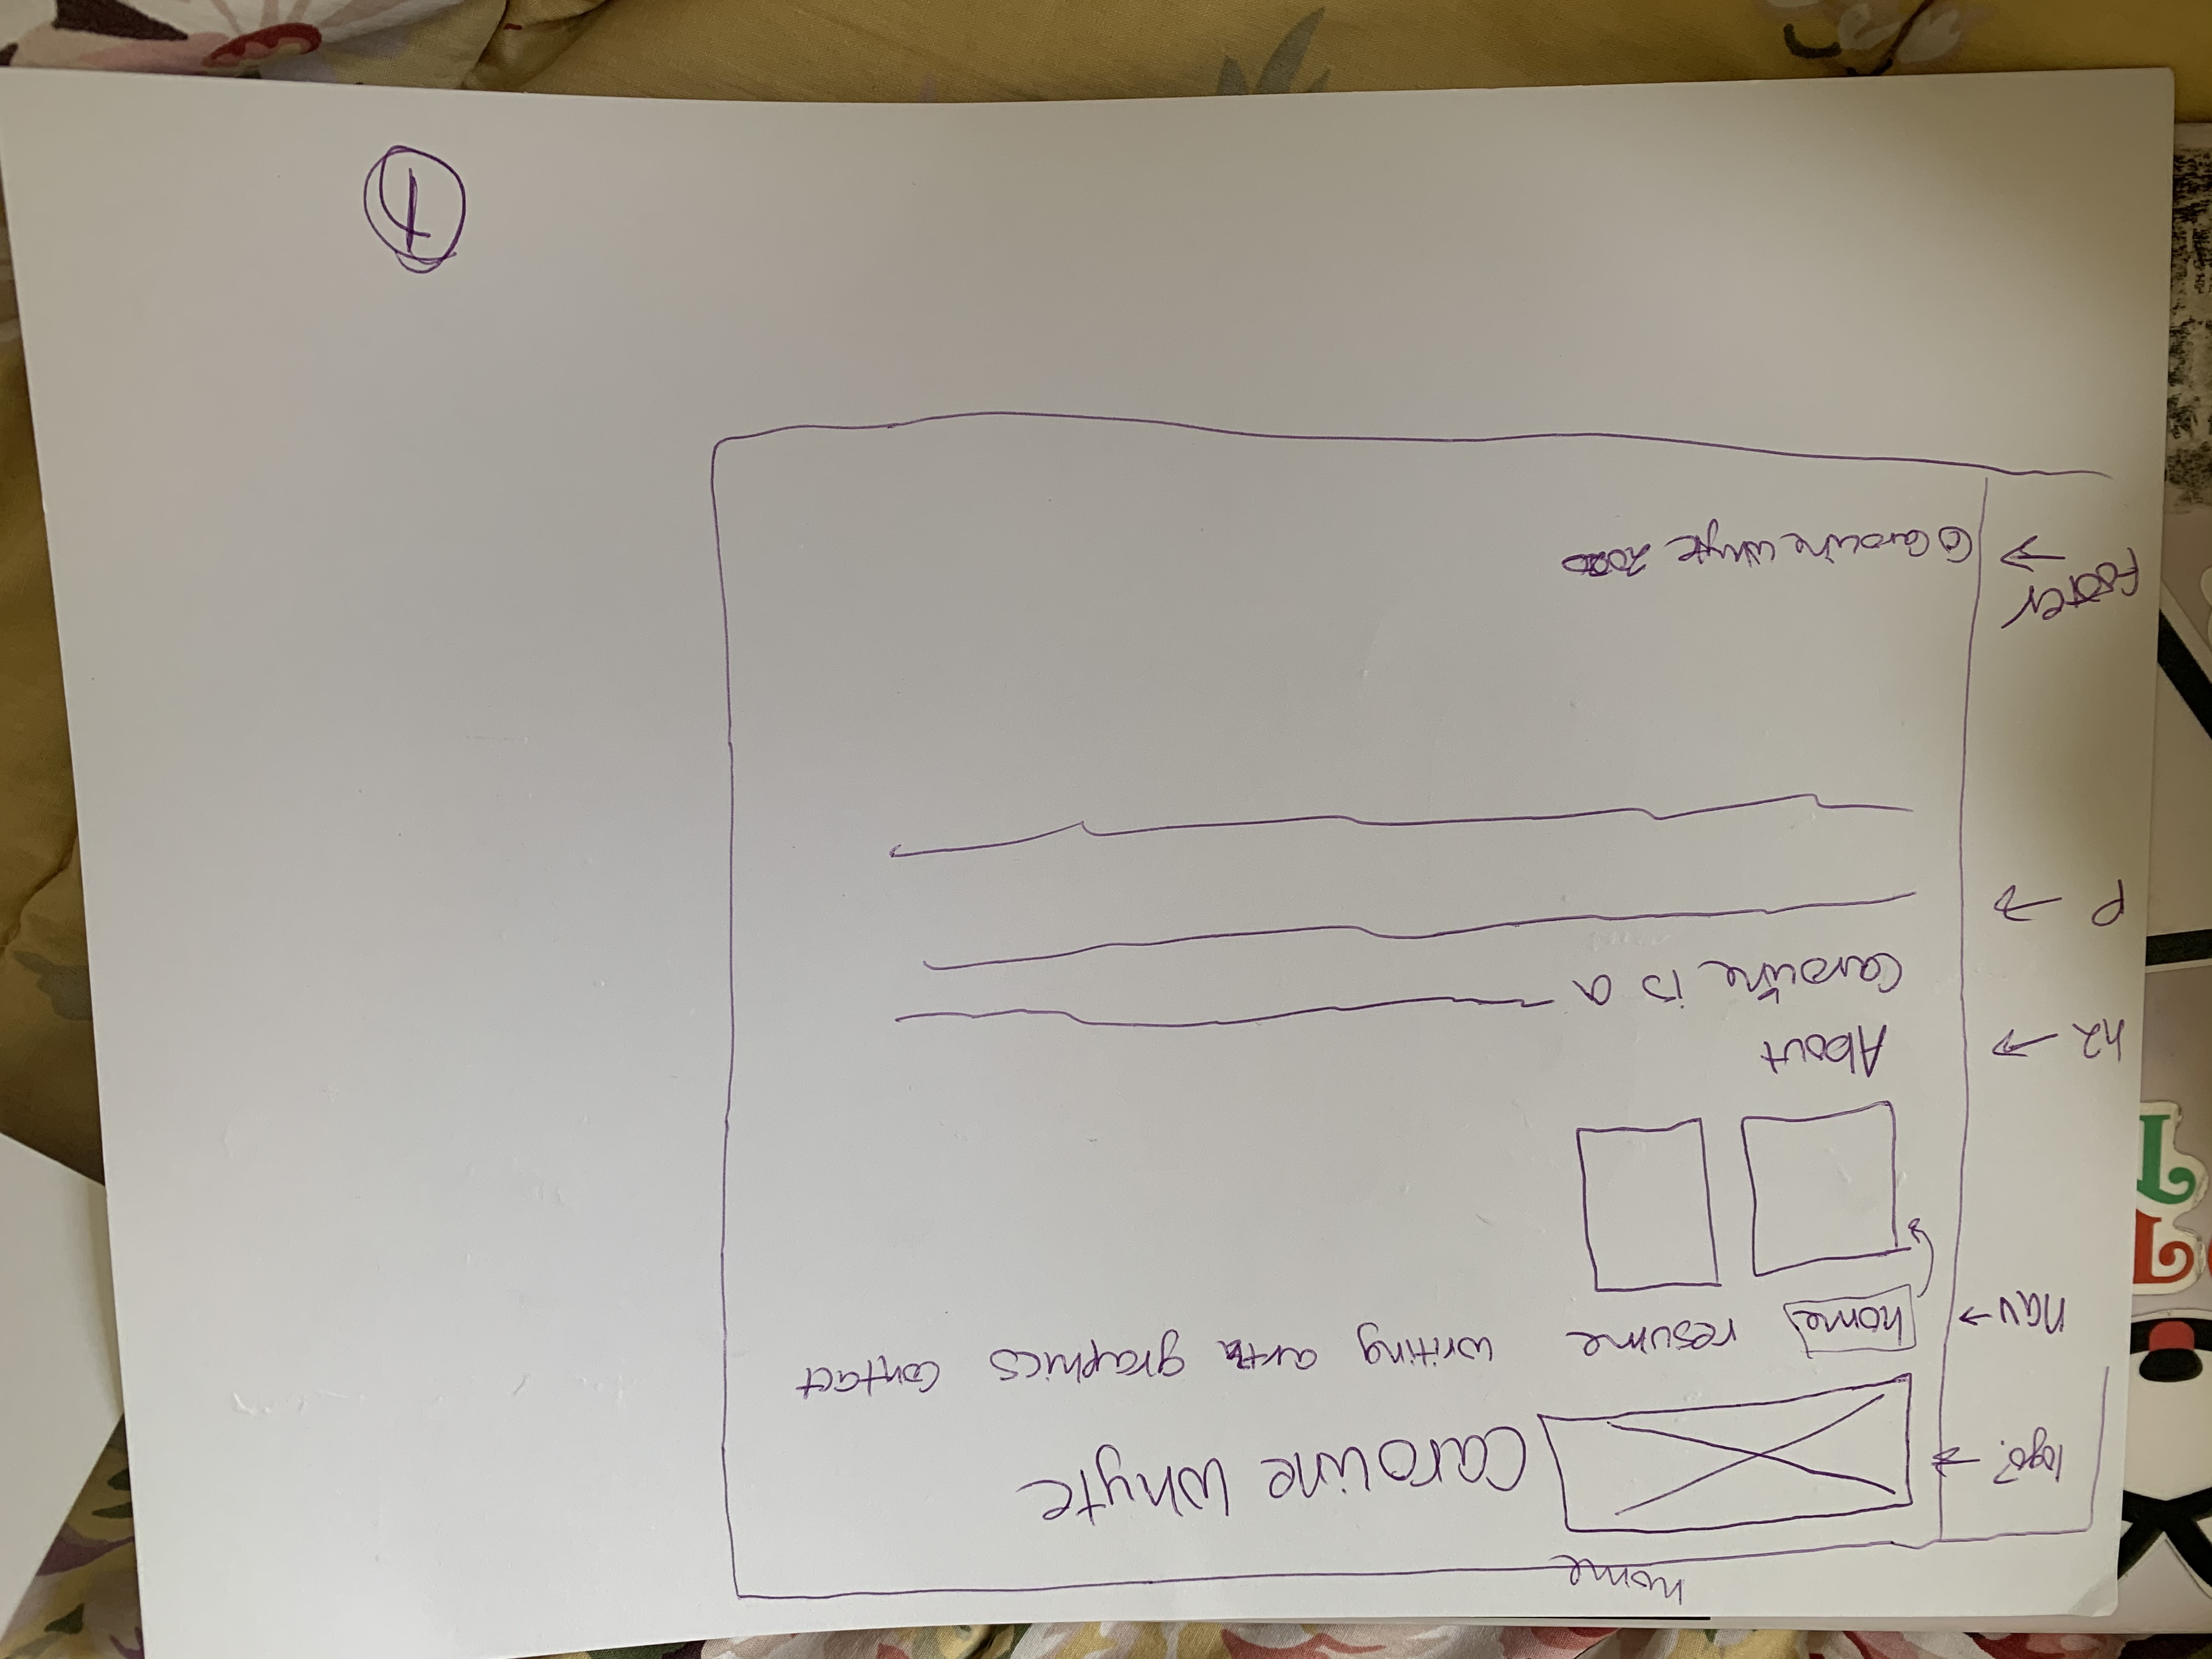 home
logo? → Caroline Whyte
nav → home resume writing art graphics contact
h2 → About
p → Caroline is a
footer → © Caroline Whyte 2020
1